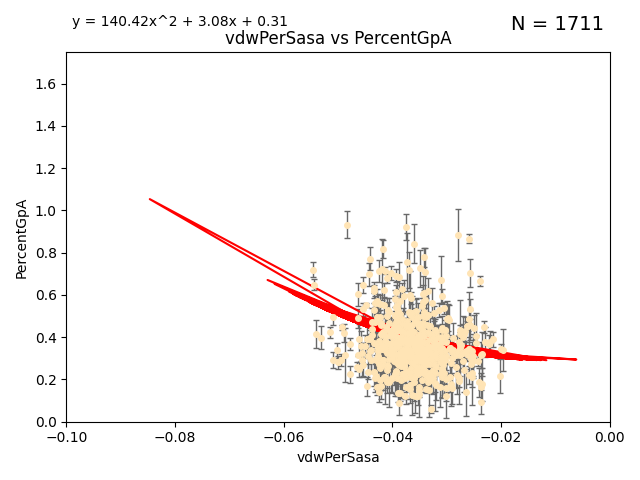 y = 140.42x^2 + 3.08x + 0.31
N = 1711
vdwPerSasa vs PercentGpA
PercentGpA
1.6
1.4
1.2
1.0
0.8
0.6
0.4
0.2
0.0
−0.10 −0.08 −0.06 −0.04 −0.02 0.00
vdwPerSasa